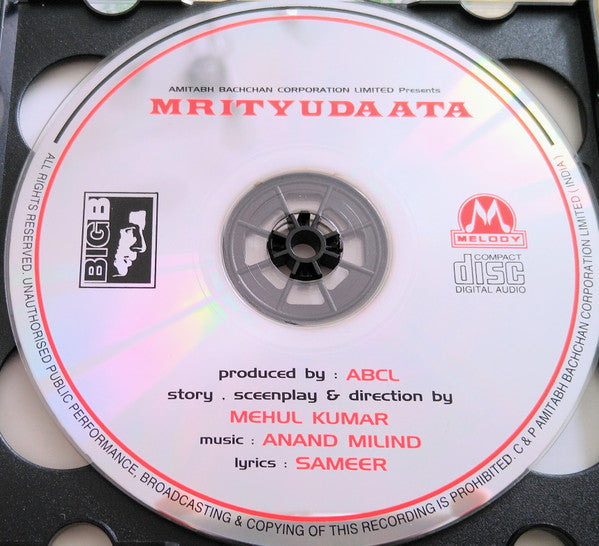 AMITABH BACHCHAN CORPORATION LIMITED Presents
MRITYUDAATA
BIG B
MELODY
COMPACT
disc
DIGITAL AUDIO
produced by : ABCL
story . sceenplay & direction by
MEHUL KUMAR
music : ANAND MILIND
lyrics : SAMEER
ALL RIGHTS RESERVED. UNAUTHORISED PUBLIC PERFORMANCE, BROADCASTING & COPYING OF THIS RECORDING IS PROHIBITED. C & P AMITABH BACHCHAN CORPORATION LIMITED (INDIA)